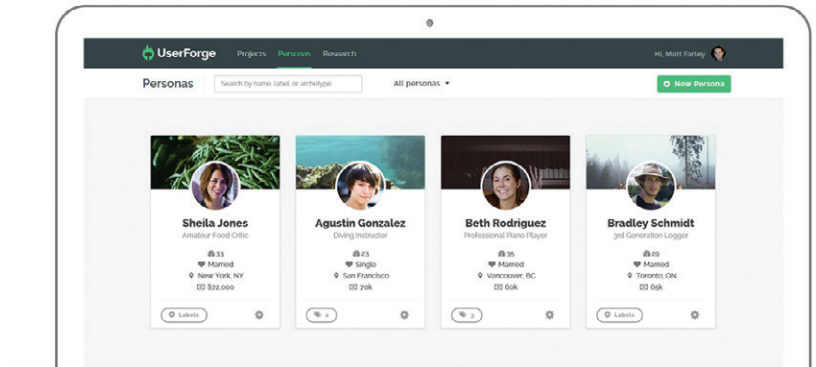 UserForge Projects Personas Research Hi, Matt Farley
Personas Search by name, label, or archetype All personas New Persona
Sheila Jones
Amateur Food Critic
33
Married
New York, NY
$72,000
Labels
Agustin Gonzalez
Diving Instructor
23
Single
San Francisco
70k
2
Beth Rodriguez
Professional Piano Player
35
Married
Vancouver, BC
60k
3
Bradley Schmidt
3rd Generation Logger
29
Married
Toronto, ON
65k
Labels